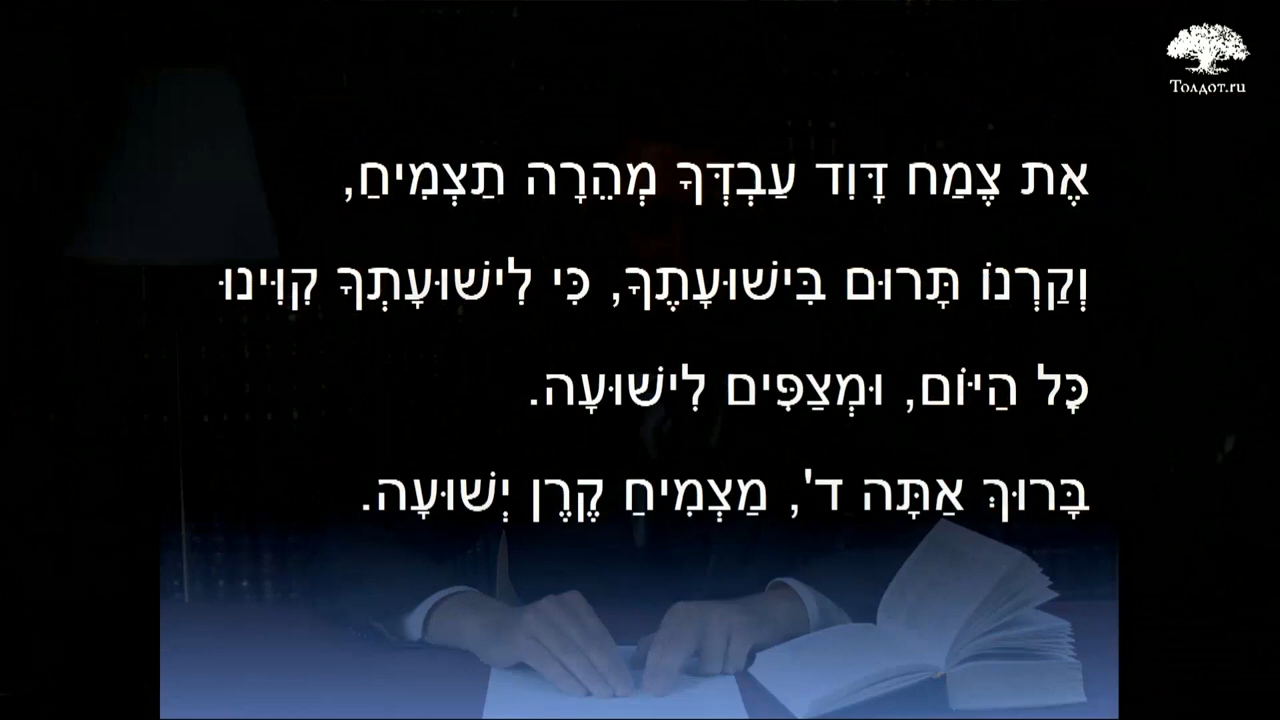 Толдот.ru
אֶת צֶמַח דָּוִד עַבְדְּךָ מְהֵרָה תַצְמִיחַ,
וְקַרְנוֹ תָּרוּם בִּישׁוּעָתֶךָ, כִּי לִישׁוּעָתְךָ קִוִּינוּ
כָּל הַיּוֹם, וּמְצַפִּים לִישׁוּעָה.
בָּרוּךְ אַתָּה ד', מַצְמִיחַ קֶרֶן יְשׁוּעָה.